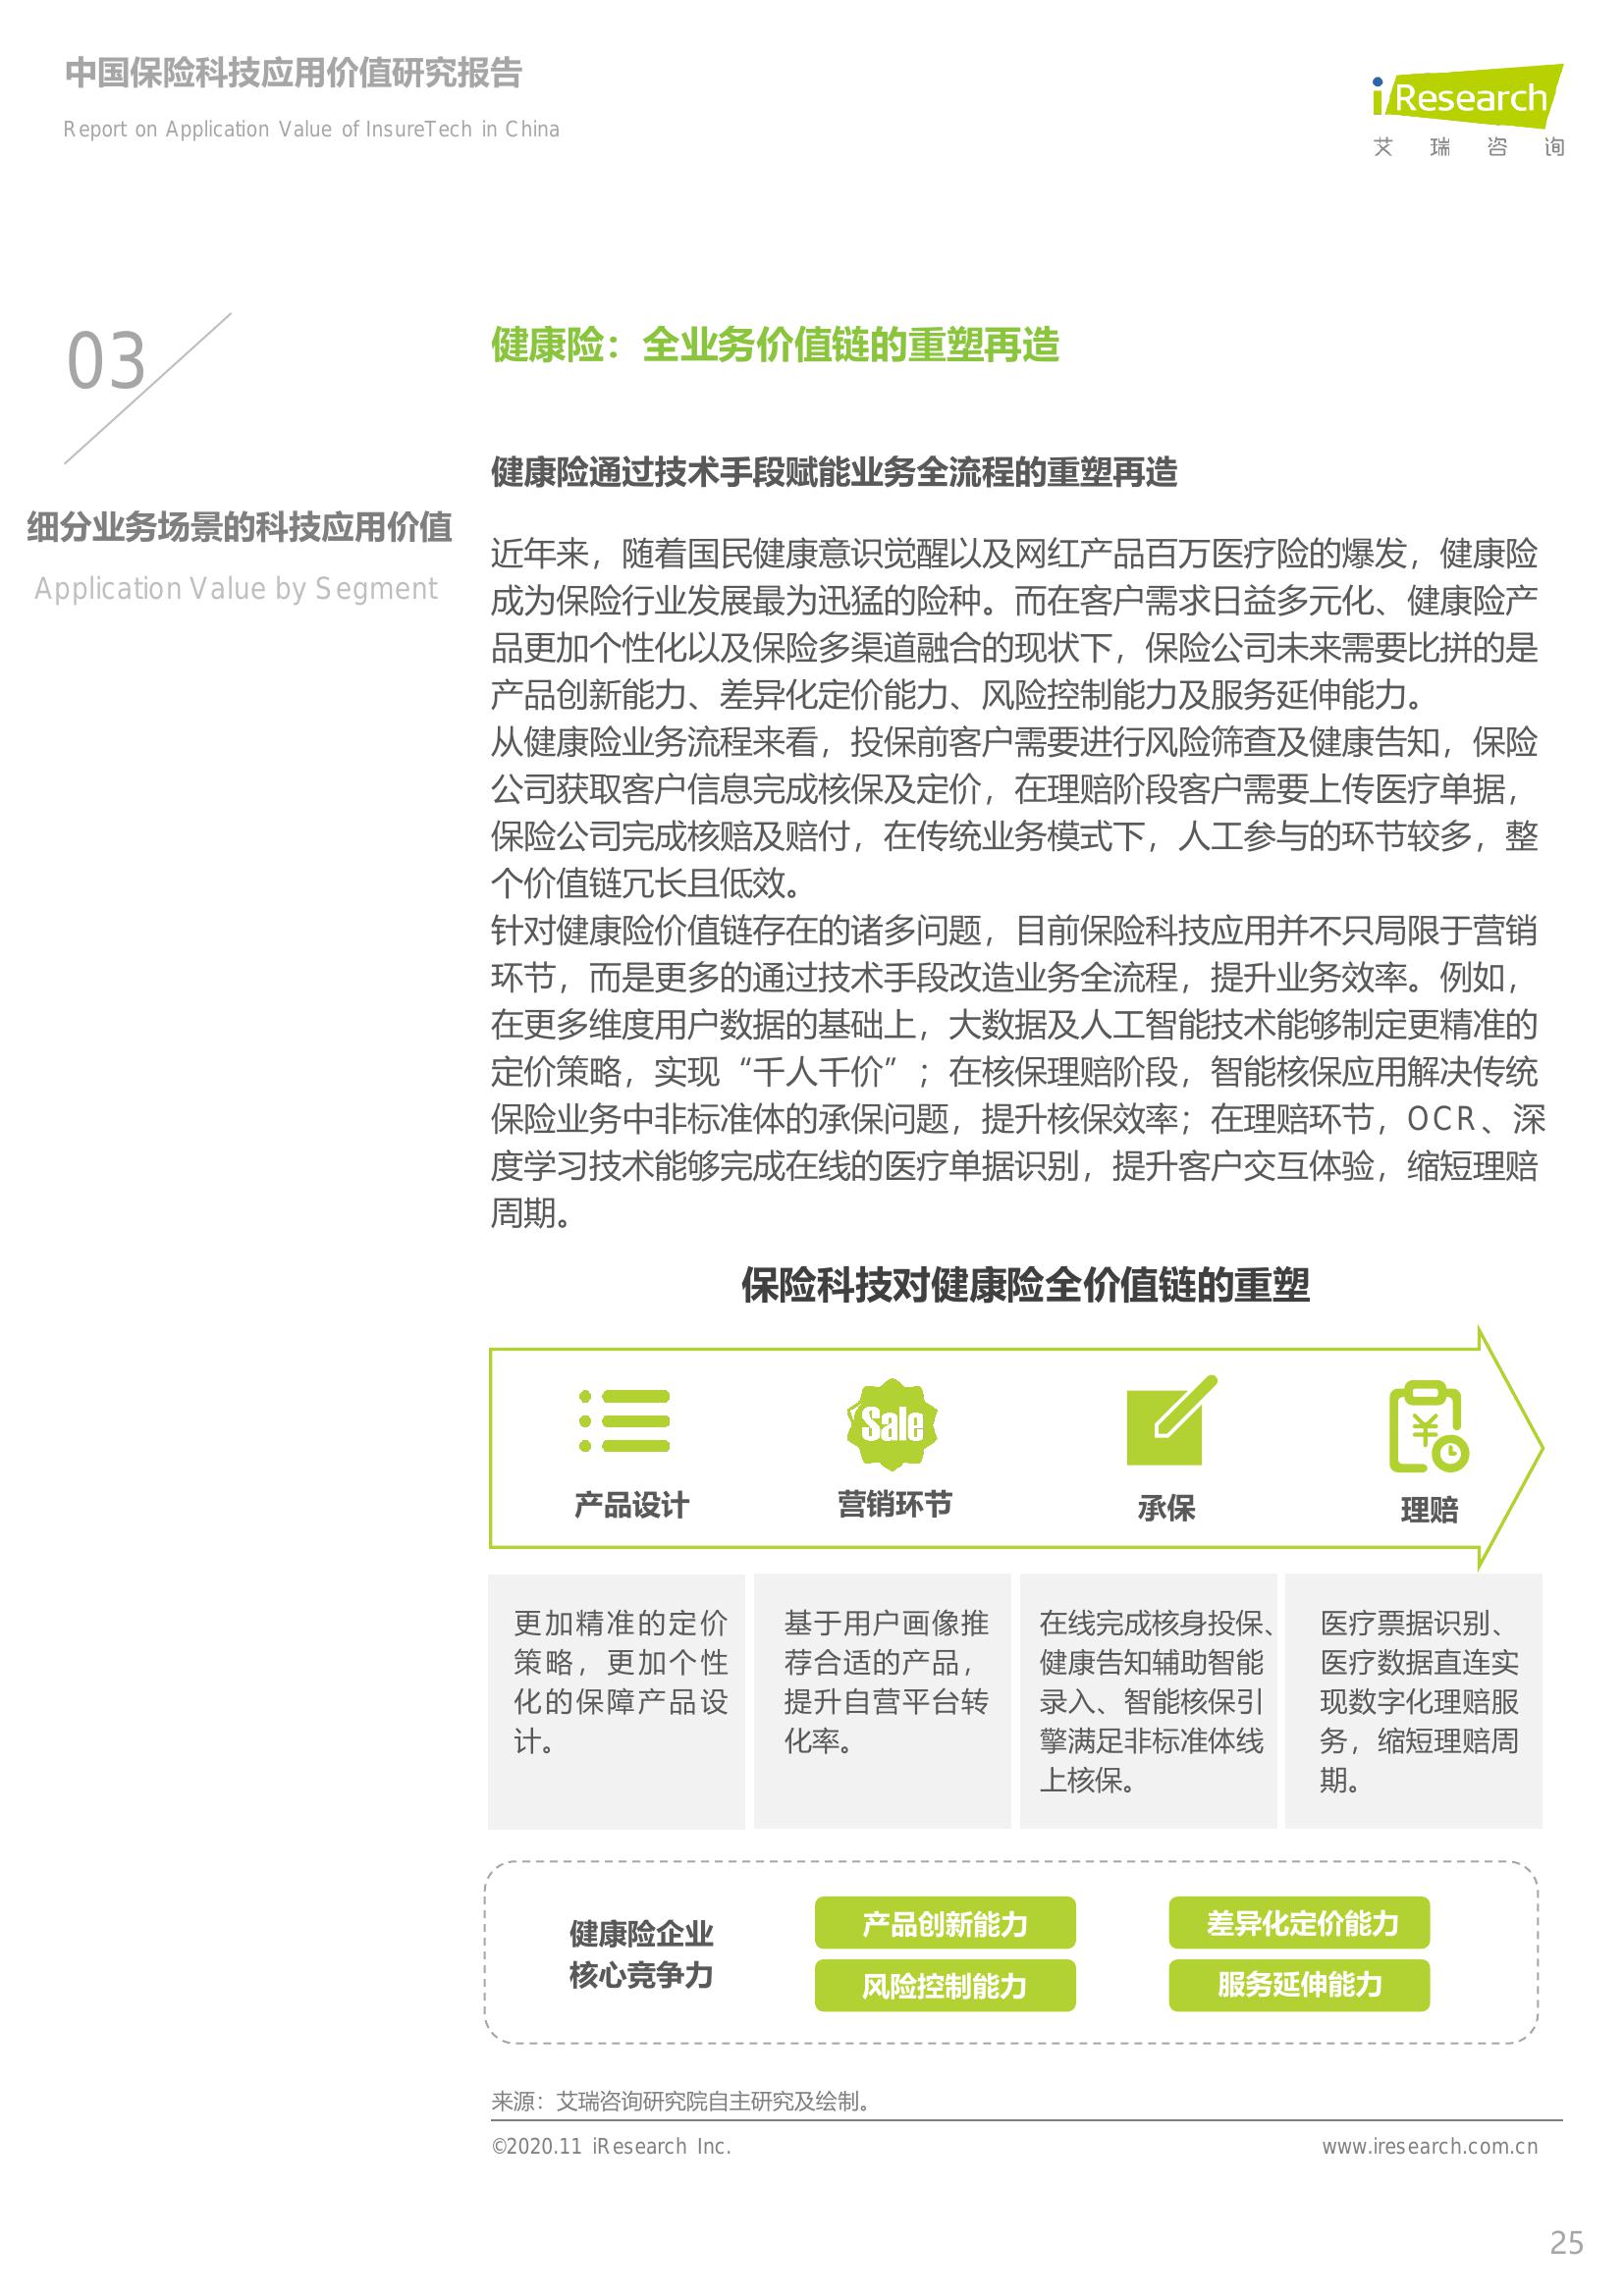 中国保险科技应用价值研究报告
Report on Application Value of InsureTech in China
iResearch
艾瑞咨询
03
细分业务场景的科技应用价值
Application Value by Segment
健康险：全业务价值链的重塑再造
健康险通过技术手段赋能业务全流程的重塑再造
近年来，随着国民健康意识觉醒以及网红产品百万医疗险的爆发，健康险
成为保险行业发展最为迅猛的险种。而在客户需求日益多元化、健康险产
品更加个性化以及保险多渠道融合的现状下，保险公司未来需要比拼的是
产品创新能力、差异化定价能力、风险控制能力及服务延伸能力。
从健康险业务流程来看，投保前客户需要进行风险筛查及健康告知，保险
公司获取客户信息完成核保及定价，在理赔阶段客户需要上传医疗单据，
保险公司完成核赔及赔付，在传统业务模式下，人工参与的环节较多，整
个价值链冗长且低效。
针对健康险价值链存在的诸多问题，目前保险科技应用并不只局限于营销
环节，而是更多的通过技术手段改造业务全流程，提升业务效率。例如，
在更多维度用户数据的基础上，大数据及人工智能技术能够制定更精准的
定价策略，实现“千人千价”；在核保理赔阶段，智能核保应用解决传统
保险业务中非标准体的承保问题，提升核保效率；在理赔环节，OCR、深
度学习技术能够完成在线的医疗单据识别，提升客户交互体验，缩短理赔
周期。
保险科技对健康险全价值链的重塑
Sale
产品设计
营销环节
承保
理赔
更加精准的定价
策略，更加个性
化的保障产品设
计。
基于用户画像推
荐合适的产品，
提升自营平台转
化率。
在线完成核身投保、
健康告知辅助智能
录入、智能核保引
擎满足非标准体线
上核保。
医疗票据识别、
医疗数据直连实
现数字化理赔服
务，缩短理赔周
期。
健康险企业
核心竞争力
产品创新能力
差异化定价能力
风险控制能力
服务延伸能力
来源：艾瑞咨询研究院自主研究及绘制。
©2020.11 iResearch Inc.
www.iresearch.com.cn
25